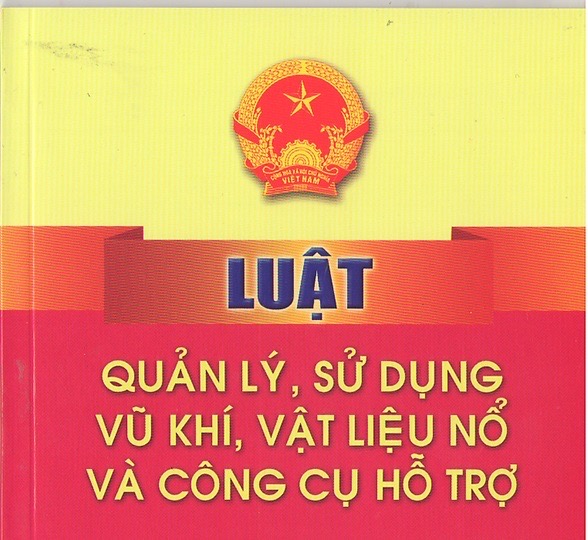 CỘNG HÒA XÃ HỘI CHỦ NGHĨA
VIỆT NAM
LUẬT
QUẢN LÝ, SỬ DỤNG
VŨ KHÍ, VẬT LIỆU NỔ
VÀ CÔNG CỤ HỖ TRỢ